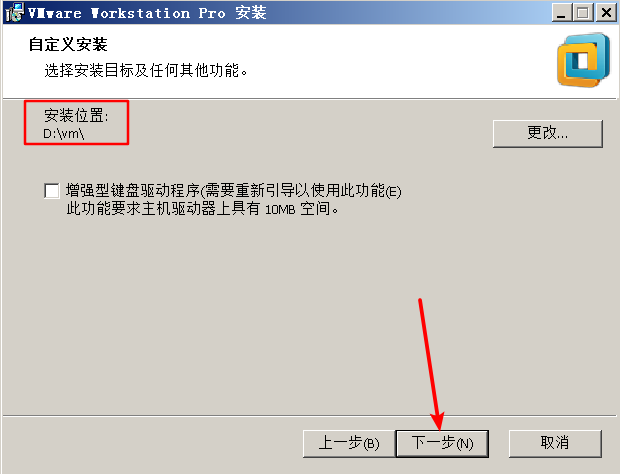 VMware Workstation Pro 安装
自定义安装
选择安装目标及任何其他功能。
安装位置:
D:\vm\
更改...
增强型键盘驱动程序(需要重新引导以使用此功能(E)
此功能要求主机驱动器上具有 10MB 空间。
上一步(B)
下一步(N)
取消